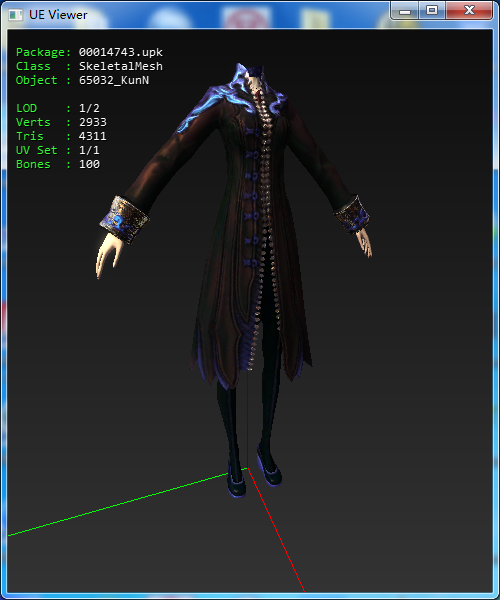 UE Viewer
Package: 00014743.upk
Class : SkeletalMesh
Object : 65032_KunN
LOD : 1/2
Verts : 2933
Tris : 4311
UV Set : 1/1
Bones : 100